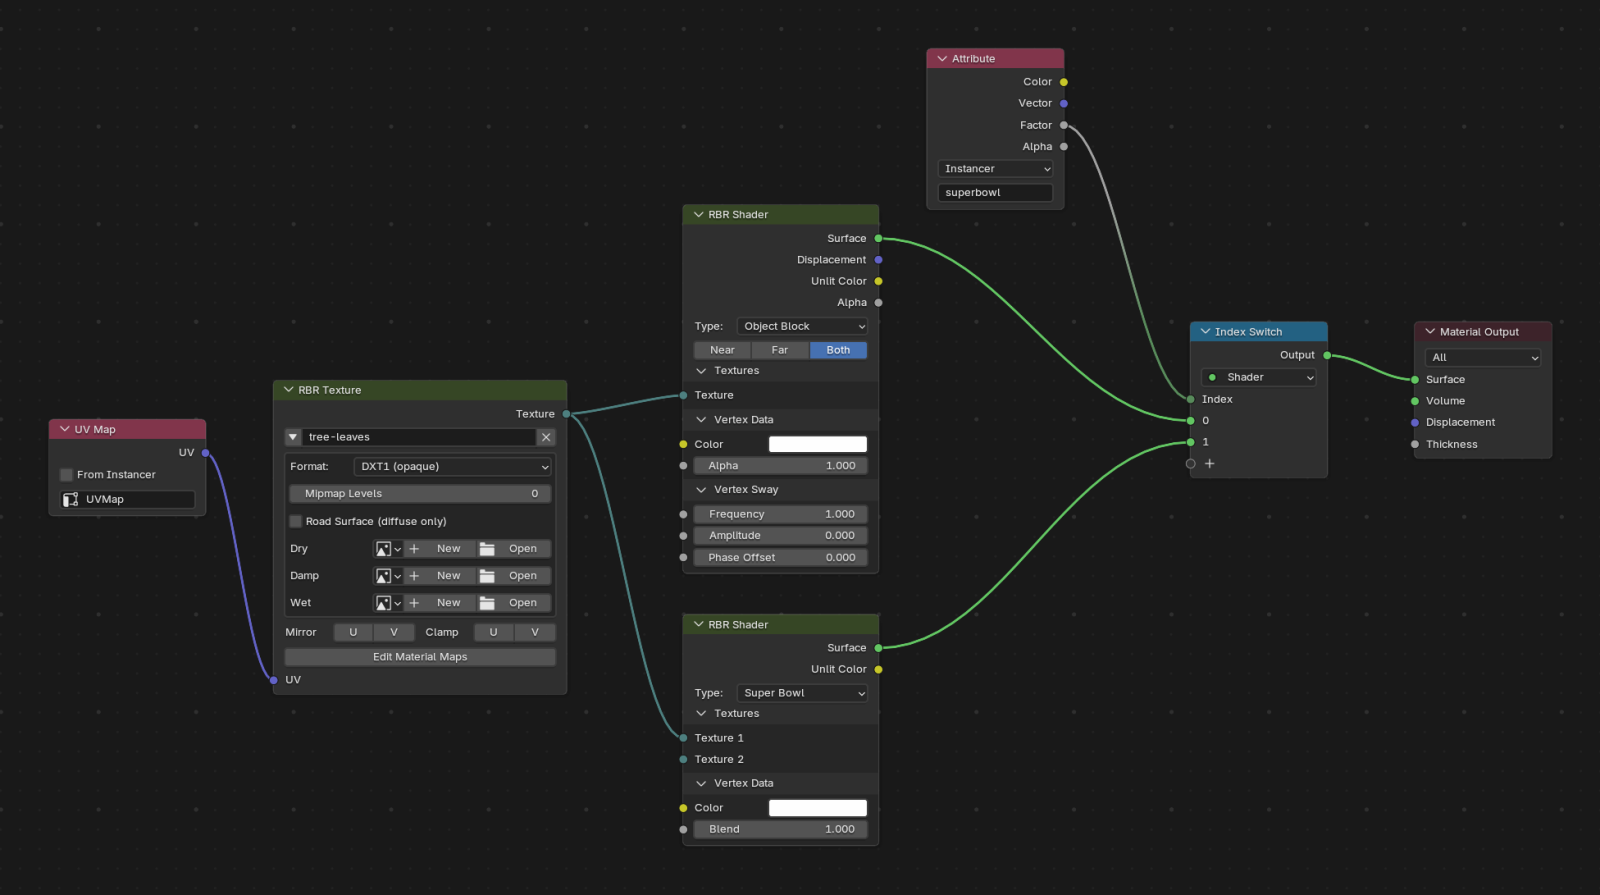 Attribute
Color
Vector
Factor
Alpha
Instancer
superbowl
RBR Shader
Surface
Displacement
Unlit Color
Alpha
Type: Object Block
Near Far Both
Textures
Texture
Vertex Data
Color
Alpha 1.000
Vertex Sway
Frequency 1.000
Amplitude 0.000
Phase Offset 0.000
Index Switch
Output
Shader
Index
0
1
+
Material Output
All
Surface
Volume
Displacement
Thickness
RBR Texture
Texture
tree-leaves
Format: DXT1 (opaque)
Mipmap Levels 0
Road Surface (diffuse only)
Dry + New Open
Damp + New Open
Wet + New Open
Mirror U V Clamp U V
Edit Material Maps
UV
UV Map
UV
From Instancer
UVMap
RBR Shader
Surface
Unlit Color
Type: Super Bowl
Textures
Texture 1
Texture 2
Vertex Data
Color
Blend 1.000